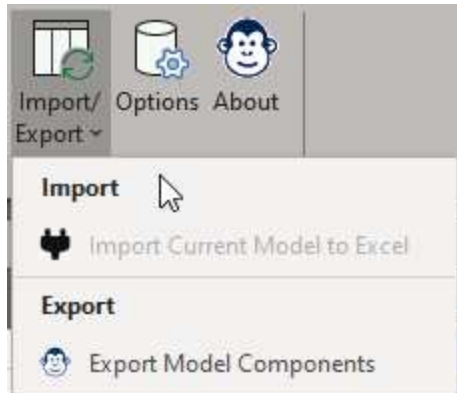 Import/ Options About
Export
Import
Import Current Model to Excel
Export
Export Model Components